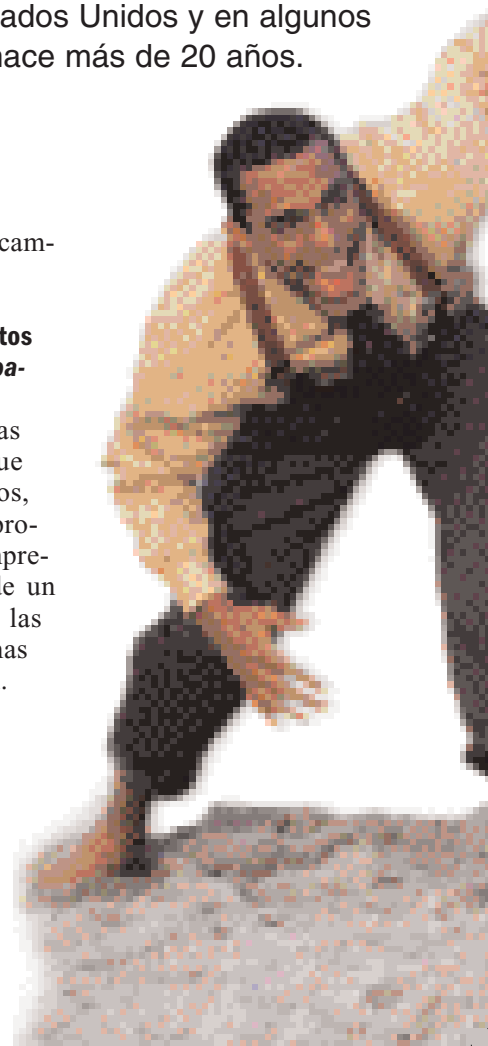 ados Unidos y en algunos
hace más de 20 años.
cam-
tos
pa-
as
ue
os,
pro-
npre-
le un
las
nas
.